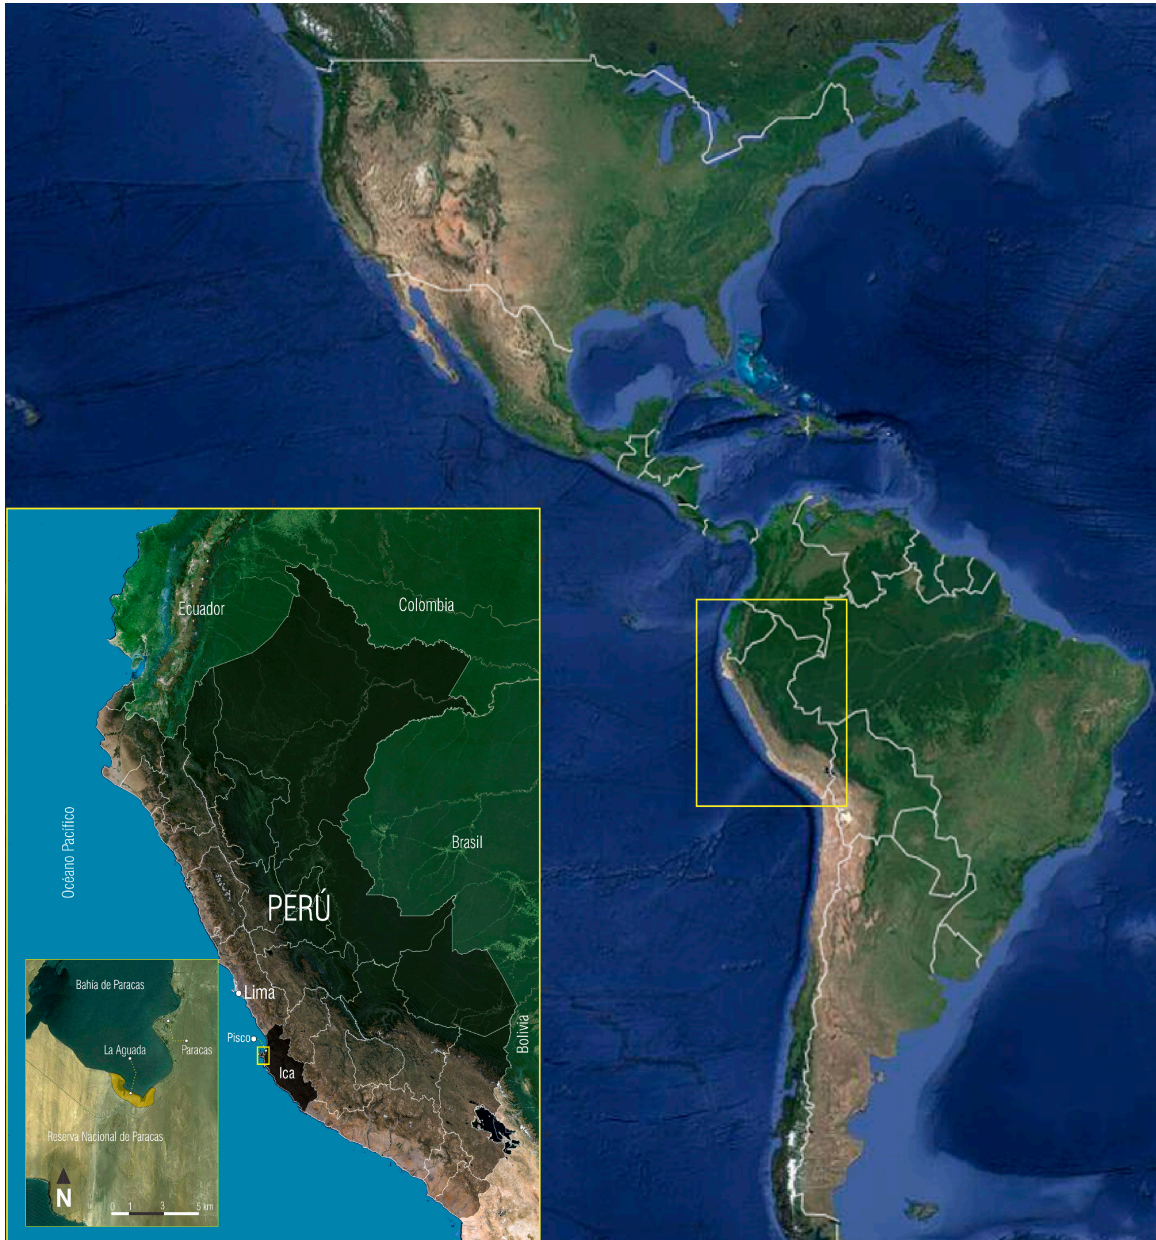 Ecuador
Colombia
Océano Pacífico
Brasil
PERÚ
Lima
Pisco
Ica
Bolivia
Bahía de Paracas
La Aguada
Paracas
Reserva Nacional de Paracas
N
0 1 3 5 km